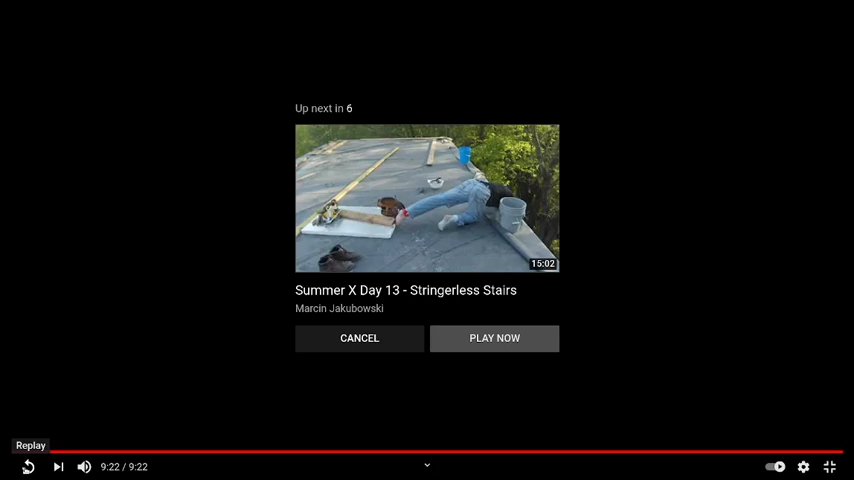 Up next in 6
15:02
Summer X Day 13 - Stringerless Stairs
Marcin Jakubowski
CANCEL
PLAY NOW
Replay
9:22 / 9:22